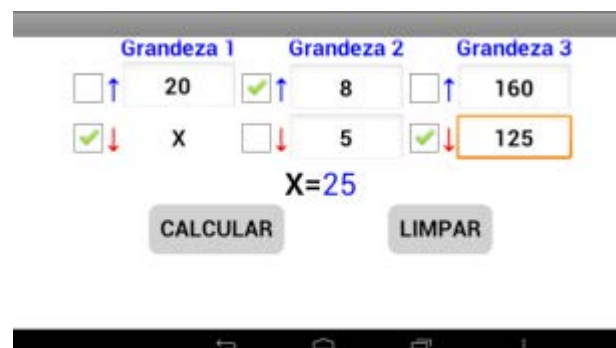 Grandeza 1 Grandeza 2 Grandeza 3
↑ 20 ↑ 8 ↑ 160
↓ X ↓ 5 ↓ 125
X=25
CALCULAR LIMPAR